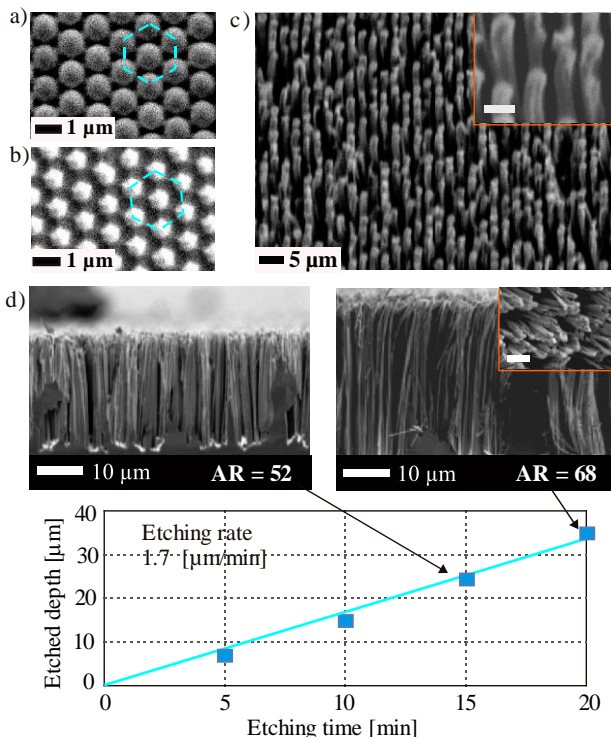 a)
1 µm
b)
1 µm
c)
5 µm
d)
10 µm
AR = 52
10 µm
AR = 68
Etching rate
1.7 [µm/min]
Etched depth [µm]
40
30
20
10
0
0 5 10 15 20
Etching time [min]